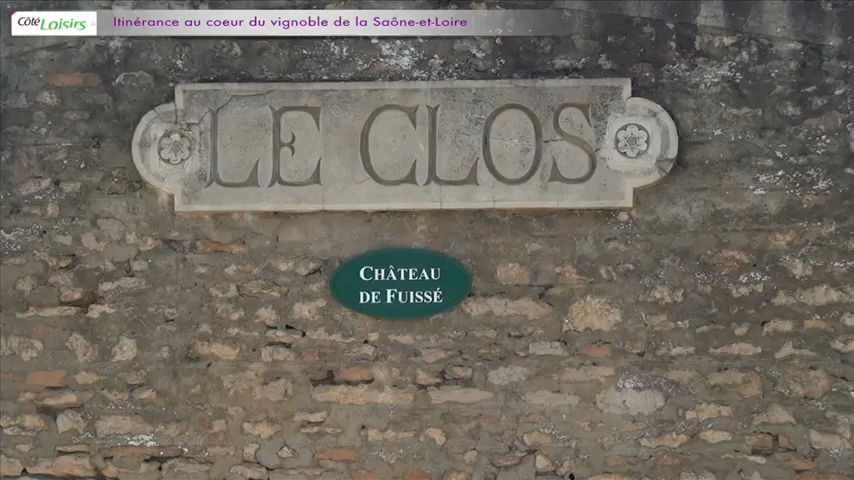 Côté Loisirs
Itinérance au coeur du vignoble de la Saône-et-Loire
LE CLOS
CHÂTEAU
DE FUISSÉ